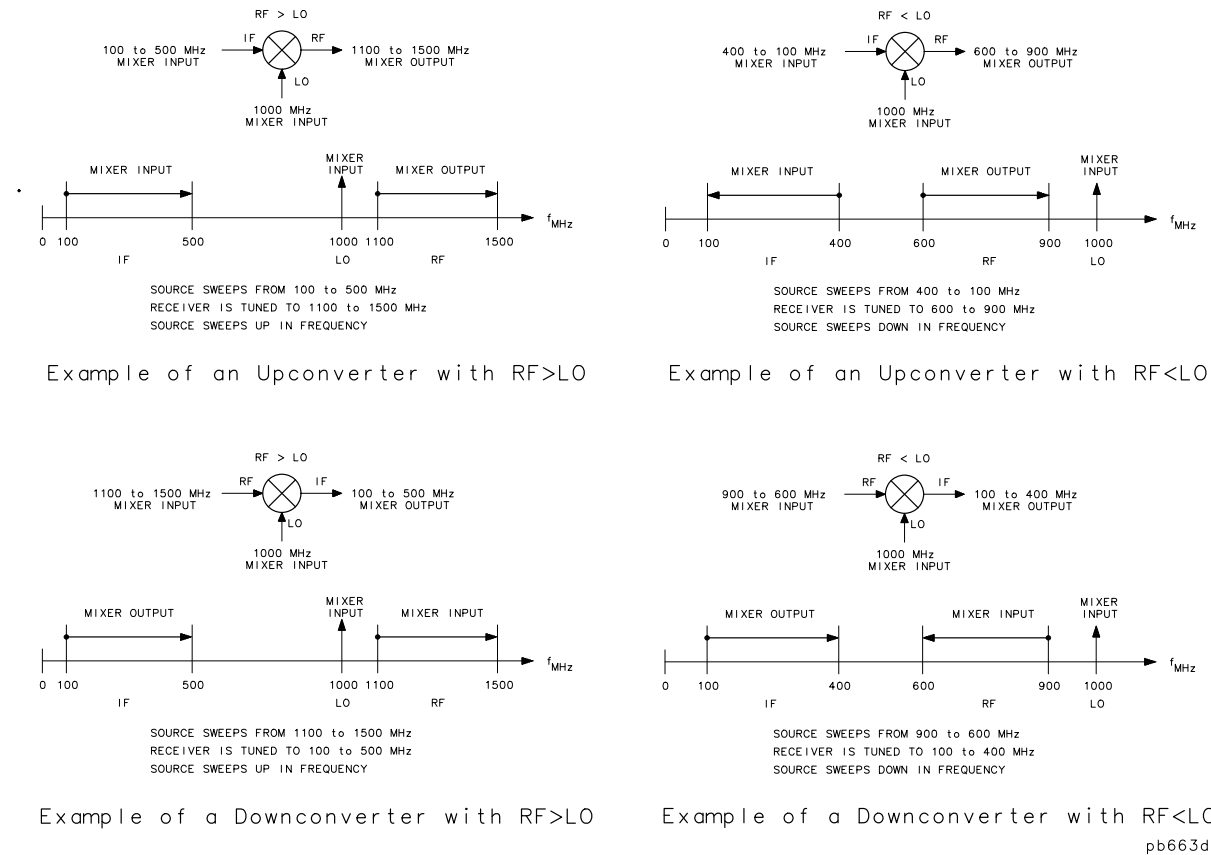 RF > LO
IF
RF
100 to 500 MHz
MIXER INPUT
1100 to 1500 MHz
MIXER OUTPUT
LO
1000 MHz
MIXER INPUT
MIXER INPUT
MIXER
INPUT
MIXER OUTPUT
fMHz
0 100 500 1000 1100 1500
IF LO RF
SOURCE SWEEPS FROM 100 to 500 MHz
RECEIVER IS TUNED TO 1100 to 1500 MHz
SOURCE SWEEPS UP IN FREQUENCY
Example of an Upconverter with RF>LO
RF < LO
IF
RF
400 to 100 MHz
MIXER INPUT
600 to 900 MHz
MIXER OUTPUT
LO
1000 MHz
MIXER INPUT
MIXER INPUT
MIXER OUTPUT
MIXER
INPUT
fMHz
0 100 400 600 900 1000
IF RF LO
SOURCE SWEEPS FROM 400 to 100 MHz
RECEIVER IS TUNED TO 600 to 900 MHz
SOURCE SWEEPS DOWN IN FREQUENCY
Example of an Upconverter with RF<LO
RF > LO
RF
IF
1100 to 1500 MHz
MIXER INPUT
100 to 500 MHz
MIXER OUTPUT
LO
1000 MHz
MIXER INPUT
MIXER OUTPUT
MIXER
INPUT
MIXER INPUT
fMHz
0 100 500 1000 1100 1500
IF LO RF
SOURCE SWEEPS FROM 1100 to 1500 MHz
RECEIVER IS TUNED TO 100 to 500 MHz
SOURCE SWEEPS UP IN FREQUENCY
Example of a Downconverter with RF>LO
RF < LO
RF
IF
900 to 600 MHz
MIXER INPUT
100 to 400 MHz
MIXER OUTPUT
LO
1000 MHz
MIXER INPUT
MIXER OUTPUT
MIXER INPUT
MIXER
INPUT
fMHz
0 100 400 600 900 1000
IF RF LO
SOURCE SWEEPS FROM 900 to 600 MHz
RECEIVER IS TUNED TO 100 to 400 MHz
SOURCE SWEEPS DOWN IN FREQUENCY
Example of a Downconverter with RF<LO
pb663d